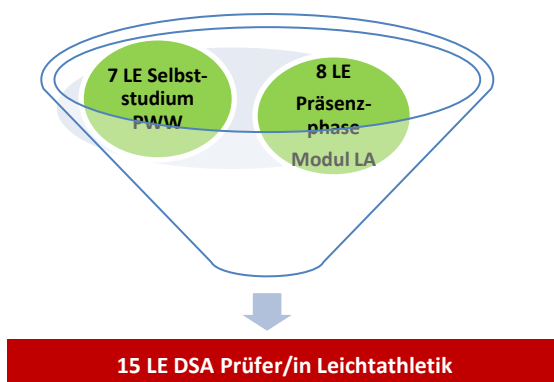 7 LE Selbst-
studium
PWW
8 LE
Präsenz-
phase
Modul LA
15 LE DSA Prüfer/in Leichtathletik